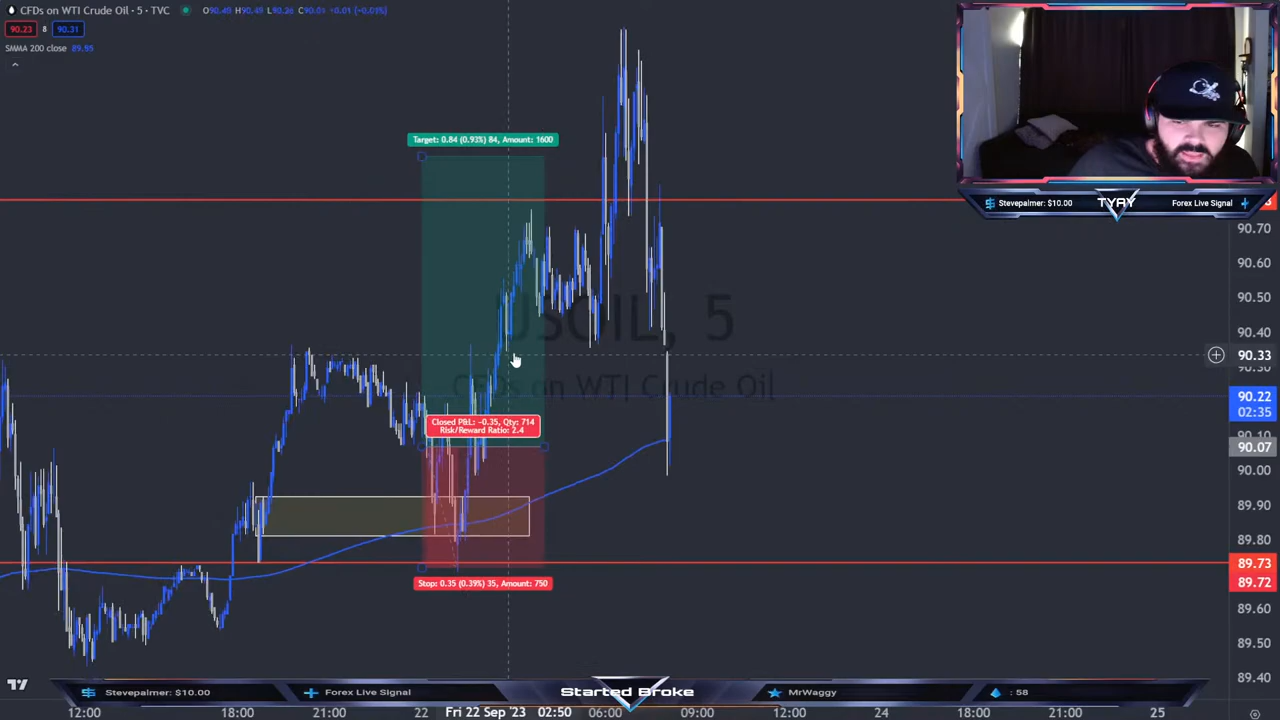 CFDs on WTI Crude Oil · 5 · TVC
O90.49 H90.49 C90.01 +0.01 (+0.01%)
90.23 8 90.31
SMMA 200 close 89.55
Target: 0.84 (0.93%) 84, Amount: 1600
USOIL, 5
CFDs on WTI Crude Oil
Closed P&L: -0.35, Qty: 714
Risk/Reward Ratio: 2.4
Stop: 0.35 (0.39%) 35, Amount: 750
Stevepalmer: $10.00
TYAY
Forex Live Signal
90.70
90.60
90.50
90.40
90.33
90.30
90.22
02:35
90.10
90.07
90.00
89.90
89.80
89.73
89.72
89.60
89.50
89.40
Stevepalmer: $10.00
Forex Live Signal
Started Broke
MrWaggy
: 58
12:00 18:00 21:00 22 Fri 22 Sep '23 02:50 06:00 09:00 12:00 24 18:00 25